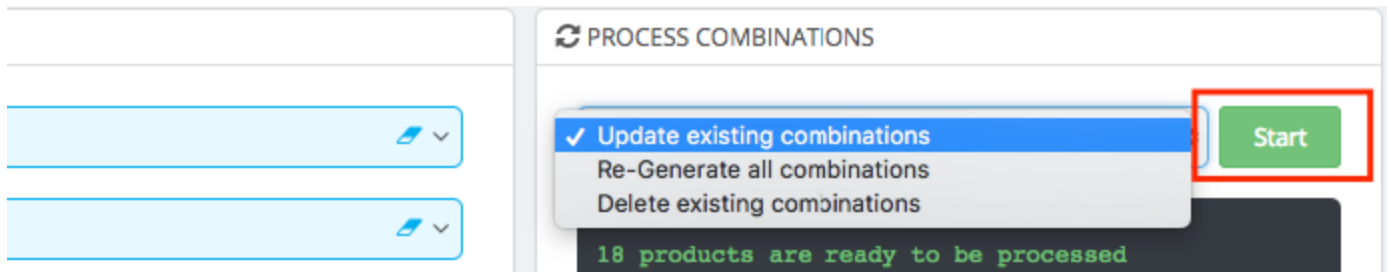 PROCESS COMBINATIONS
✓ Update existing combinations
Start
Re-Generate all combinations
Delete existing combinations
18 products are ready to be processed